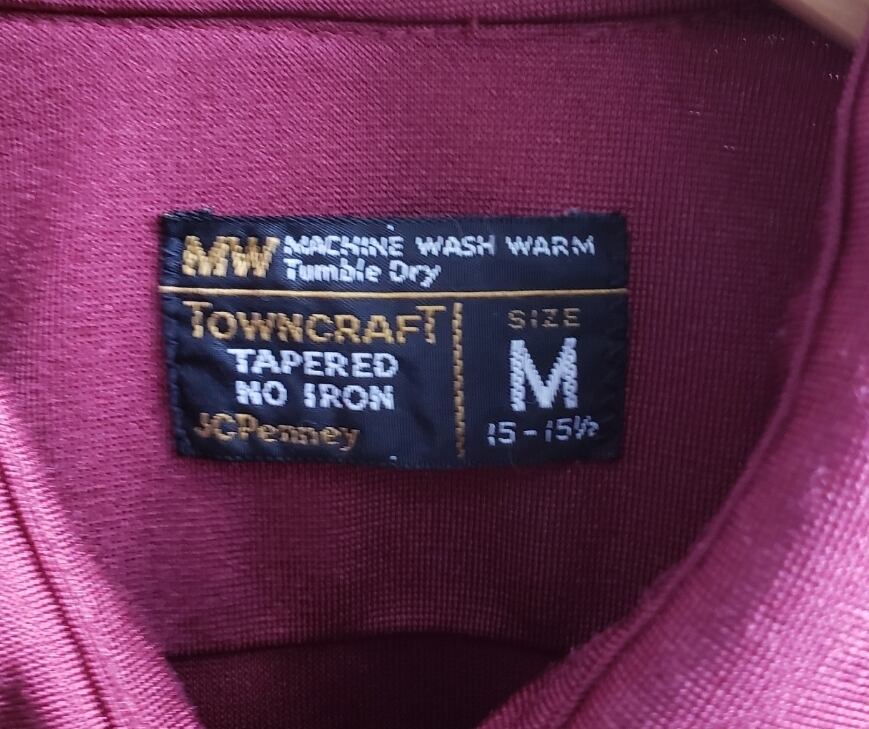 MW MACHINE WASH WARM
Tumble Dry
TOWNCRAFT
TAPERED
NO IRON
JCPenney
SIZE
M
15-15½